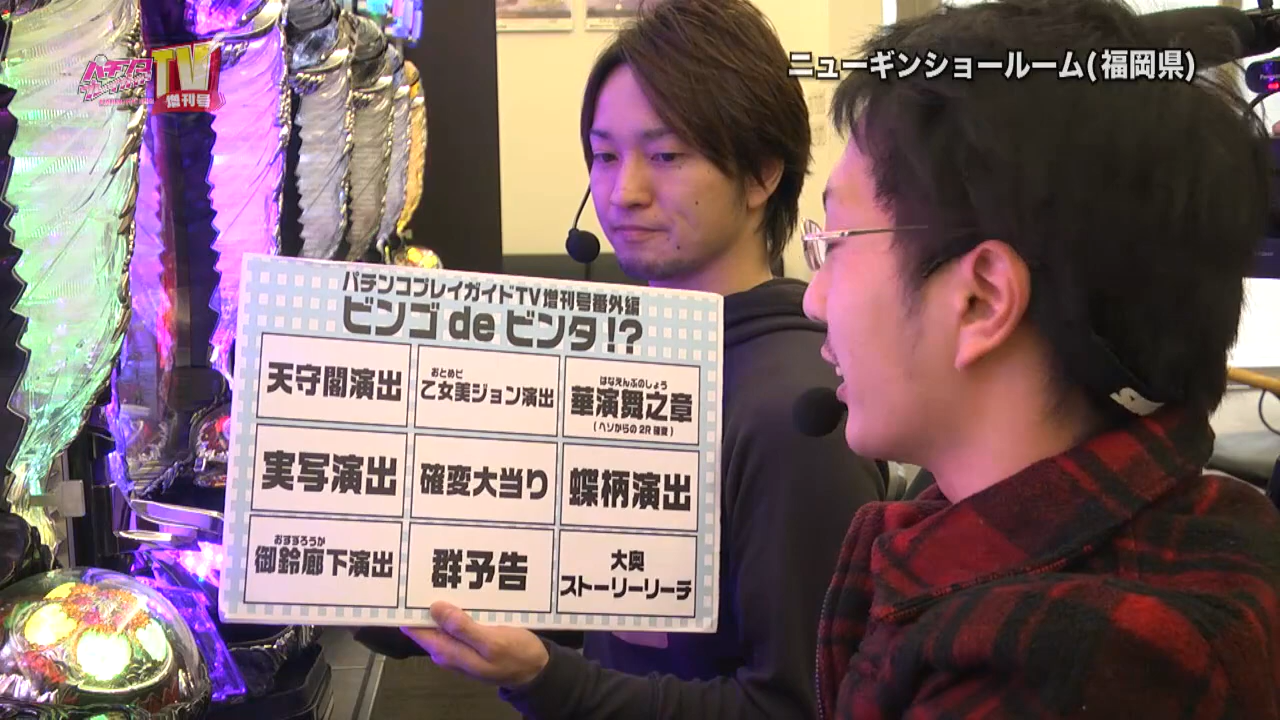 ニューギンショールーム(福岡県)
TV
増刊号
パチンコプレイガイドTV増刊号番外編
ビンゴ de ビンタ!?
天守閣演出
おとめビ
乙女美ジョン演出
はなえんぶのしょう
華演舞之章
(ヘソからの2R確変)
実写演出
確変大当り
蝶柄演出
おすずろうか
御鈴廊下演出
群予告
大奥
ストーリーリーチ